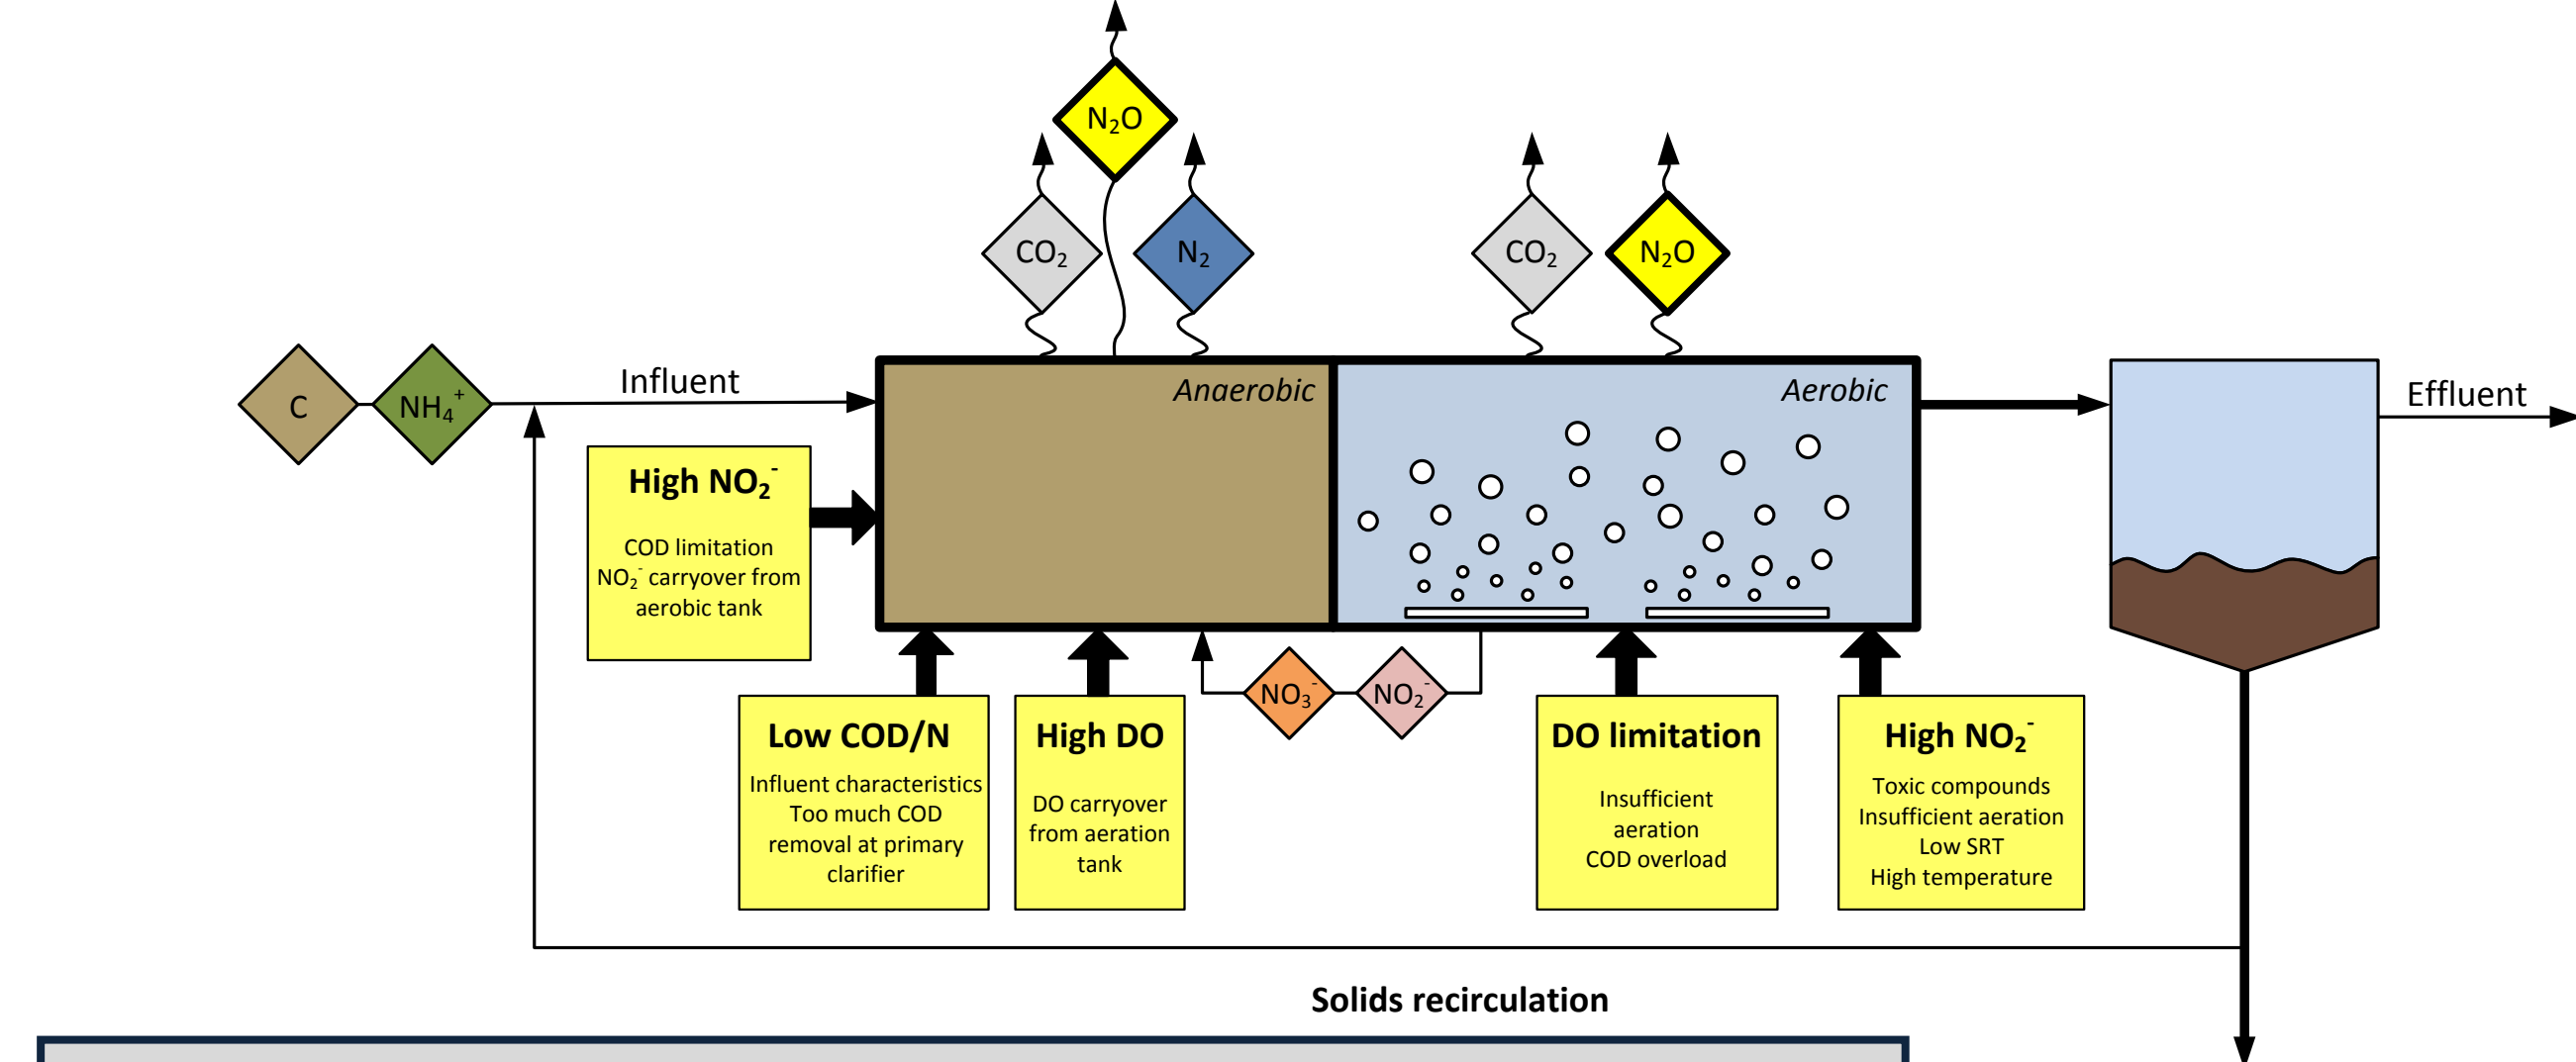 N₂O
CO₂
N₂
CO₂
N₂O
C
NH₄⁺
Influent
Anaerobic
Aerobic
Effluent
High NO₂⁻
COD limitation
NO₂⁻ carryover from
aerobic tank
NO₃⁻
NO₂⁻
Low COD/N
Influent characteristics
Too much COD
removal at primary
clarifier
High DO
DO carryover
from aeration
tank
DO limitation
Insufficient
aeration
COD overload
High NO₂⁻
Toxic compounds
Insufficient aeration
Low SRT
High temperature
Solids recirculation